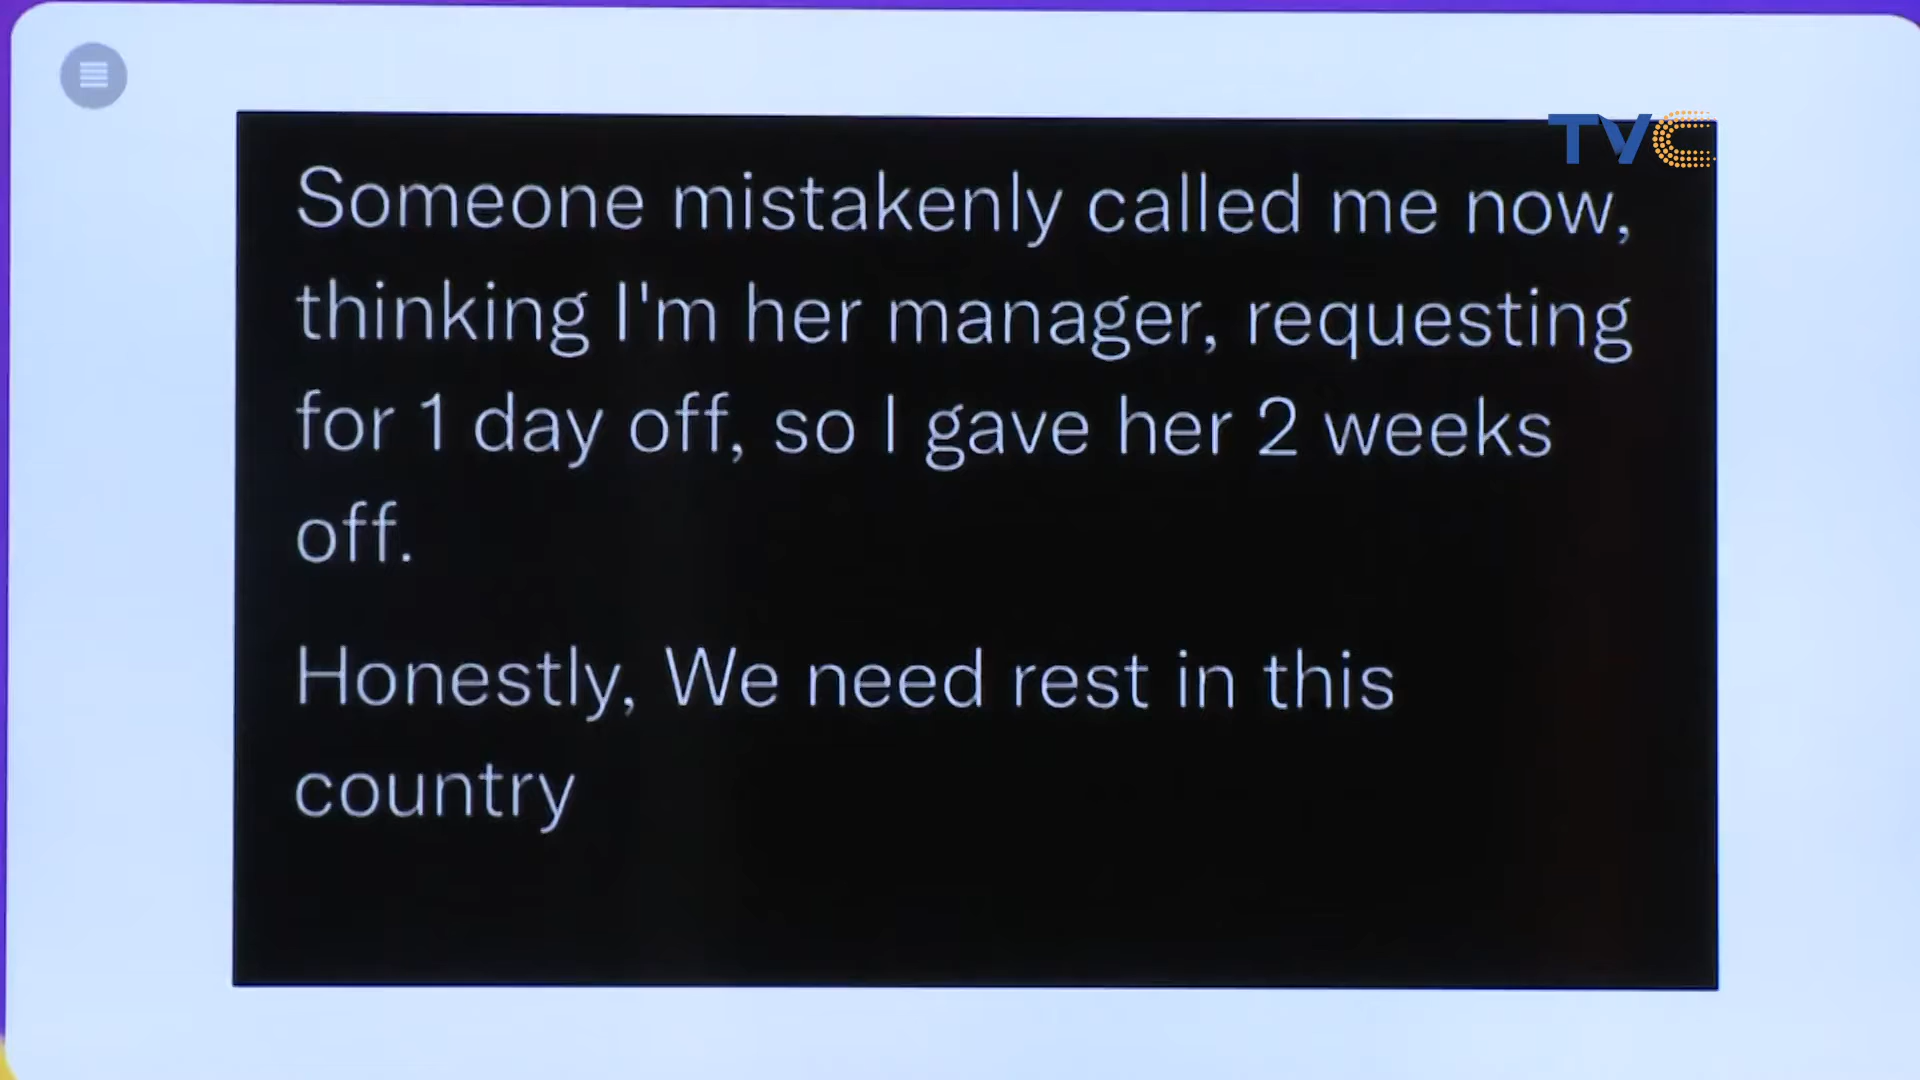 TVC
Someone mistakenly called me now,
thinking I'm her manager, requesting
for 1 day off, so I gave her 2 weeks
off.
Honestly, We need rest in this
country